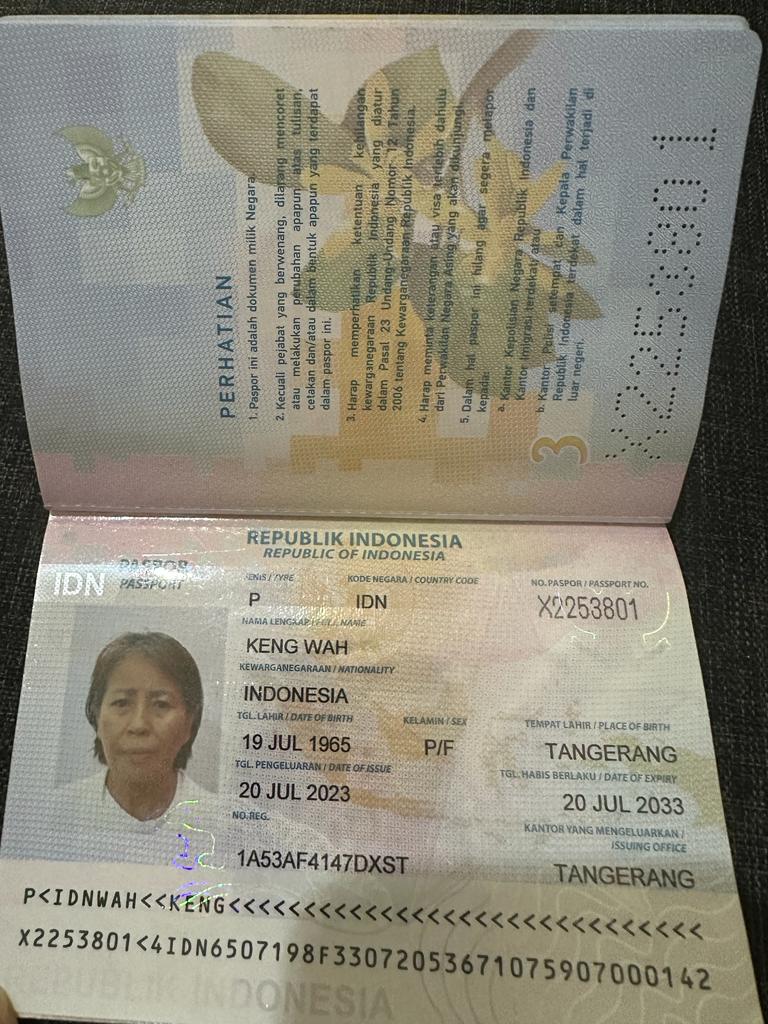 PERHATIAN
1. Paspor ini adalah dokumen milik Negara.
2. Kecuali pejabat yang berwenang, dilarang mencoret
atau melakukan perubahan apapun atas tulisan,
cetakan dan/atau dalam bentuk apapun yang terdapat
dalam paspor ini.
3. Harap memperhatikan ketentuan kehilangan
kewarganegaraan Republik Indonesia yang diatur
dalam Pasal 23 Undang-Undang Nomor 12 Tahun
2006 tentang Kewarganegaraan Republik Indonesia.
4. Harap meminta keterangan atau visa terlebih dahulu
dari Perwakilan Negara Asing yang akan dikunjungi.
5. Dalam hal paspor ini hilang agar segera melapor
kepada:
a. Kantor Kepolisian Negara Republik Indonesia dan
Kantor Imigrasi terdekat; atau
b. Kantor Polisi setempat dan Kepala Perwakilan
Republik Indonesia terdekat dalam hal terjadi di
luar negeri.
3
X2253801
REPUBLIK INDONESIA
REPUBLIC OF INDONESIA
IDN
PASPOR
PASSPORT
JENIS / TYPE
P
KODE NEGARA / COUNTRY CODE
IDN
NO. PASPOR / PASSPORT NO.
X2253801
NAMA LENGKAP / FULL NAME
KENG WAH
KEWARGANEGARAAN / NATIONALITY
INDONESIA
TGL. LAHIR / DATE OF BIRTH
19 JUL 1965
KELAMIN / SEX
P/F
TEMPAT LAHIR / PLACE OF BIRTH
TANGERANG
TGL. PENGELUARAN / DATE OF ISSUE
20 JUL 2023
TGL. HABIS BERLAKU / DATE OF EXPIRY
20 JUL 2033
NO. REG.
1A53AF4147DXST
KANTOR YANG MENGELUARKAN /
ISSUING OFFICE
TANGERANG
P<IDNWAH<<KENG<<<<<<<<<<<<<<<<<<<<<<<<<<<<<<
X2253801<4IDN6507198F3307205367107590700​0142
REPUBLIK INDONESIA